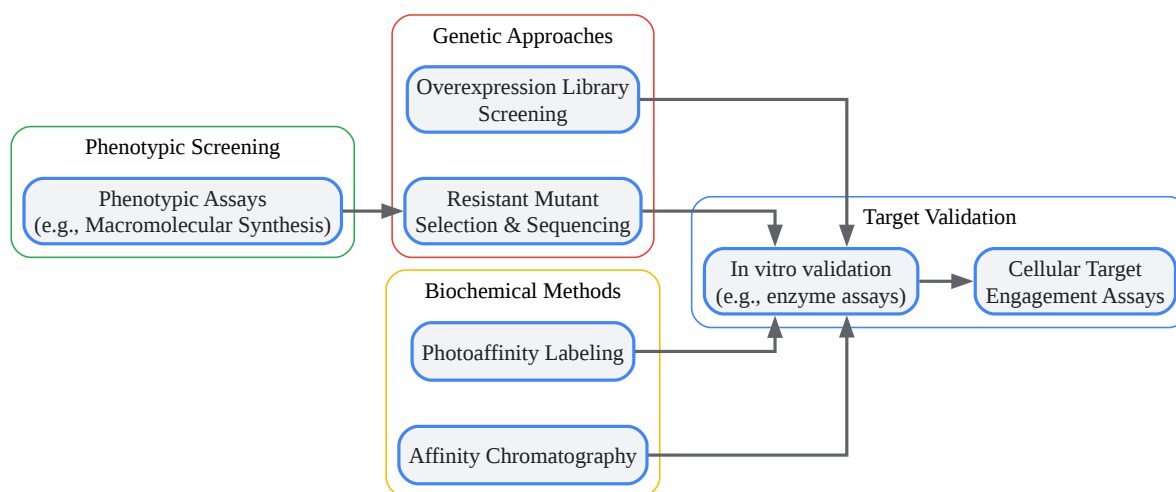 Phenotypic Screening
Phenotypic Assays
(e.g., Macromolecular Synthesis)
Genetic Approaches
Overexpression Library
Screening
Resistant Mutant
Selection & Sequencing
Biochemical Methods
Photoaffinity Labeling
Affinity Chromatography
Target Validation
In vitro validation
(e.g., enzyme assays)
Cellular Target
Engagement Assays